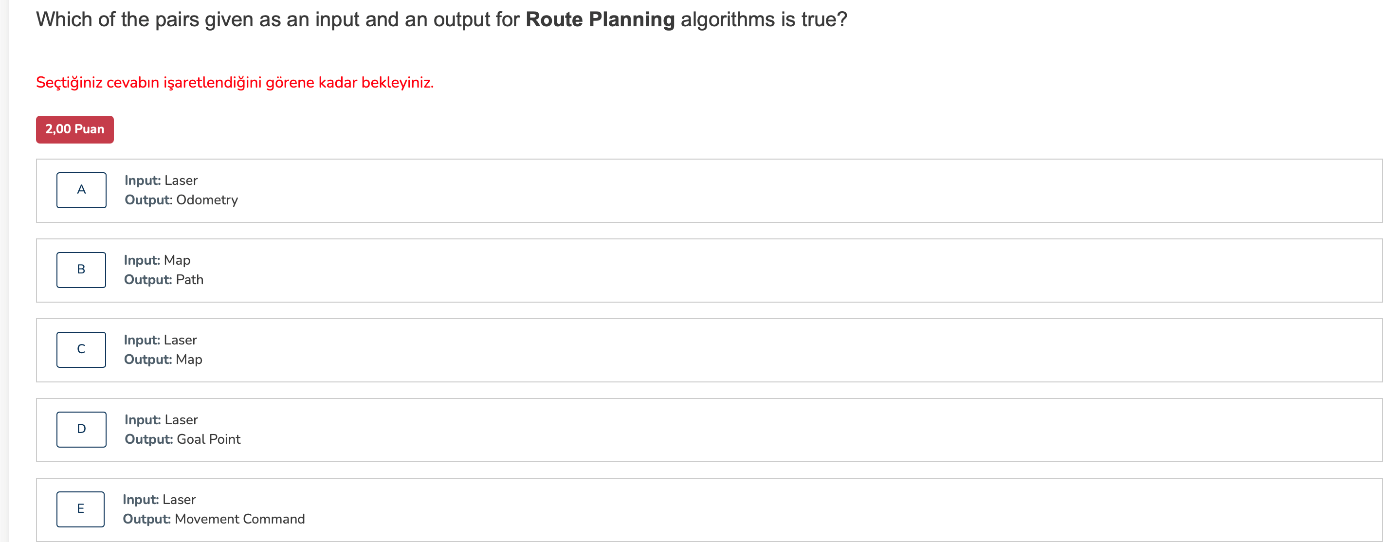 Which of the pairs given as an input and an output for Route Planning algorithms is true?
Seçtiğiniz cevabın işaretlendiğini görene kadar bekleyiniz.
2,00 Puan
A
Input: Laser
Output: Odometry
B
Input: Map
Output: Path
C
Input: Laser
Output: Map
D
Input: Laser
Output: Goal Point
E
Input: Laser
Output: Movement Command